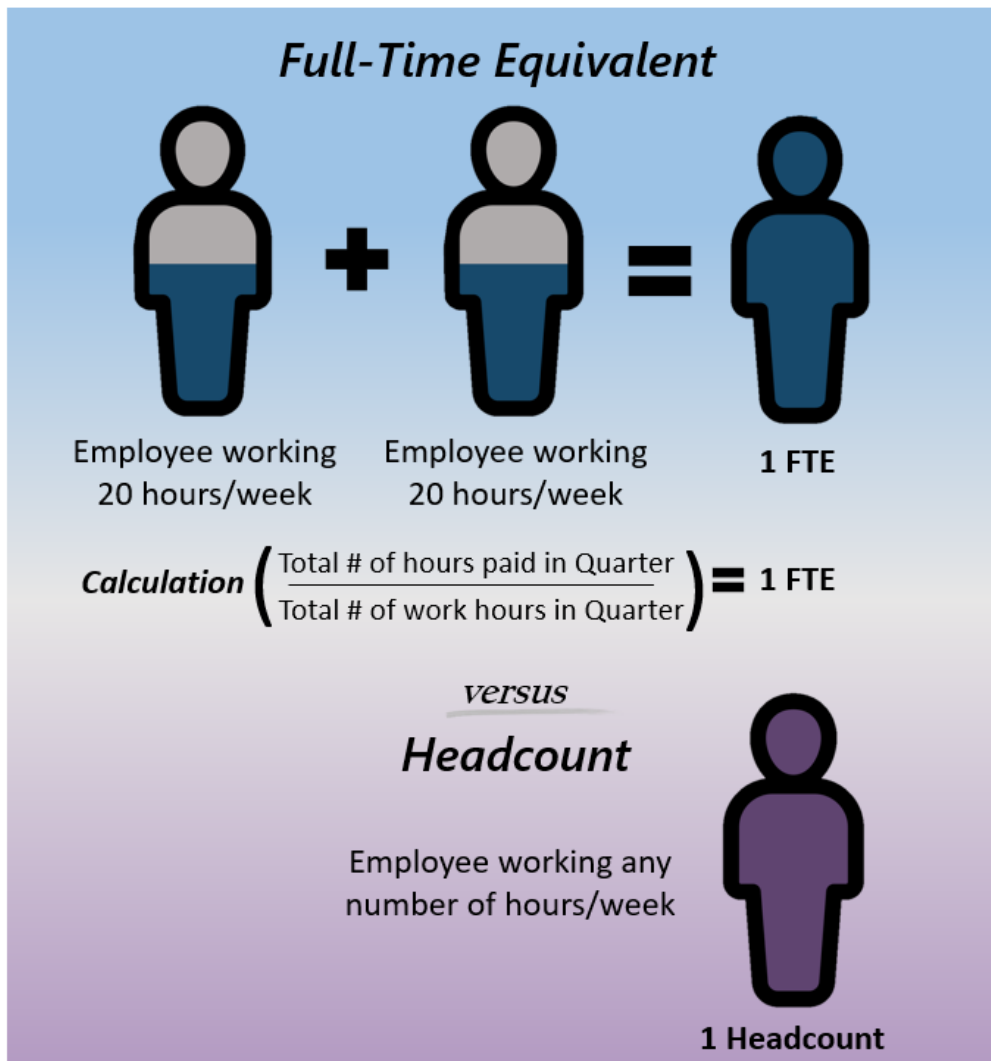 Full-Time Equivalent
Employee working
20 hours/week
Employee working
20 hours/week
1 FTE
Calculation (Total # of hours paid in Quarter
Total # of work hours in Quarter) = 1 FTE
versus
Headcount
Employee working any
number of hours/week
1 Headcount